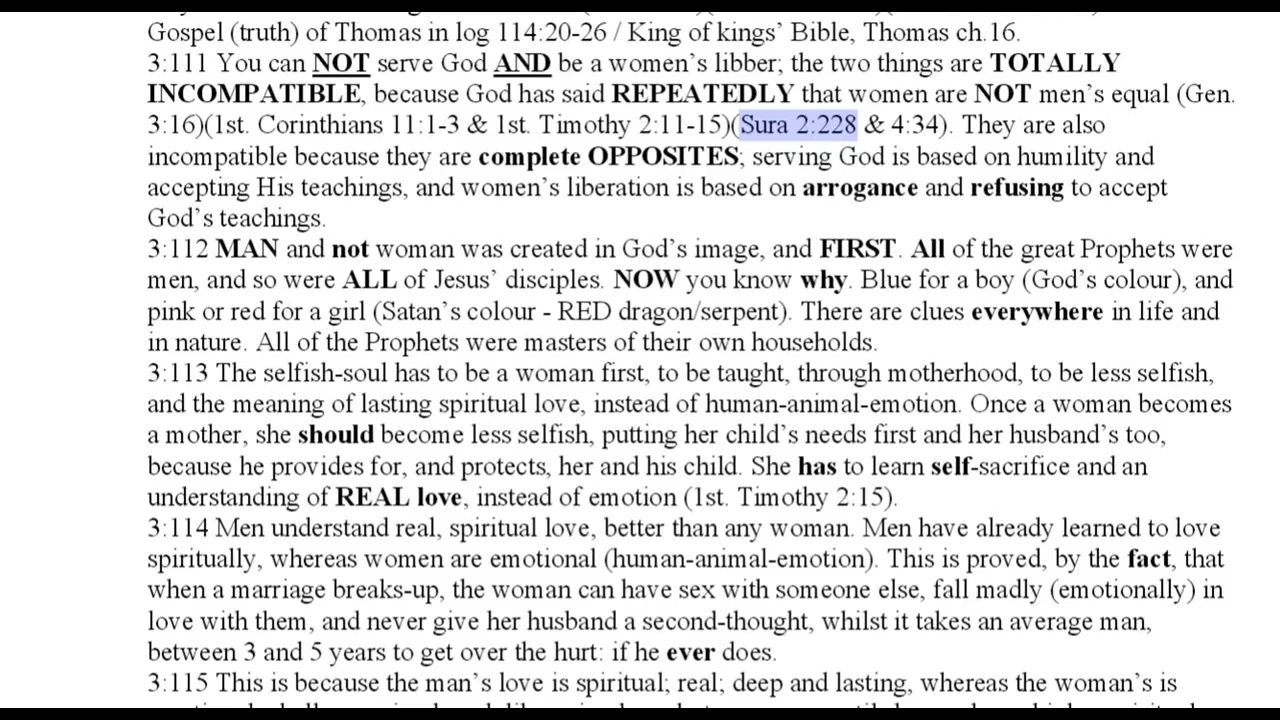 Gospel (truth) of Thomas in log 114:20-26 / King of kings’ Bible, Thomas ch.16.
3:111 You can NOT serve God AND be a women’s libber; the two things are TOTALLY
INCOMPATIBLE, because God has said REPEATEDLY that women are NOT men’s equal (Gen.
3:16)(1st. Corinthians 11:1-3 & 1st. Timothy 2:11-15)(Sura 2:228 & 4:34). They are also
incompatible because they are complete OPPOSITES; serving God is based on humility and
accepting His teachings, and women’s liberation is based on arrogance and refusing to accept
God’s teachings.
3:112 MAN and not woman was created in God’s image, and FIRST. All of the great Prophets were
men, and so were ALL of Jesus’ disciples. NOW you know why. Blue for a boy (God’s colour), and
pink or red for a girl (Satan’s colour - RED dragon/serpent). There are clues everywhere in life and
in nature. All of the Prophets were masters of their own households.
3:113 The selfish-soul has to be a woman first, to be taught, through motherhood, to be less selfish,
and the meaning of lasting spiritual love, instead of human-animal-emotion. Once a woman becomes
a mother, she should become less selfish, putting her child’s needs first and her husband’s too,
because he provides for, and protects, her and his child. She has to learn self-sacrifice and an
understanding of REAL love, instead of emotion (1st. Timothy 2:15).
3:114 Men understand real, spiritual love, better than any woman. Men have already learned to love
spiritually, whereas women are emotional (human-animal-emotion). This is proved, by the fact, that
when a marriage breaks-up, the woman can have sex with someone else, fall madly (emotionally) in
love with them, and never give her husband a second-thought, whilst it takes an average man,
between 3 and 5 years to get over the hurt: if he ever does.
3:115 This is because the man’s love is spiritual; real; deep and lasting, whereas the woman’s is